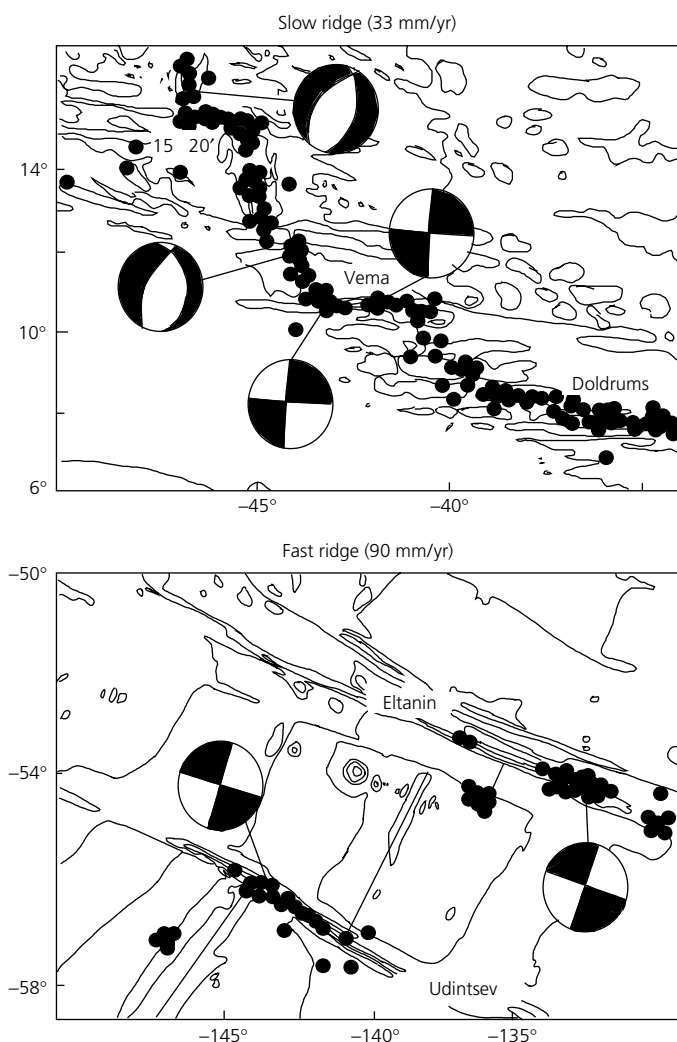 Slow ridge (33 mm/yr)
15 20′
14°
Vema
10°
Doldrums
6°
−45°
−40°
Fast ridge (90 mm/yr)
−50°
Eltanin
−54°
−58°
Udintsev
−145°
−140°
−135°